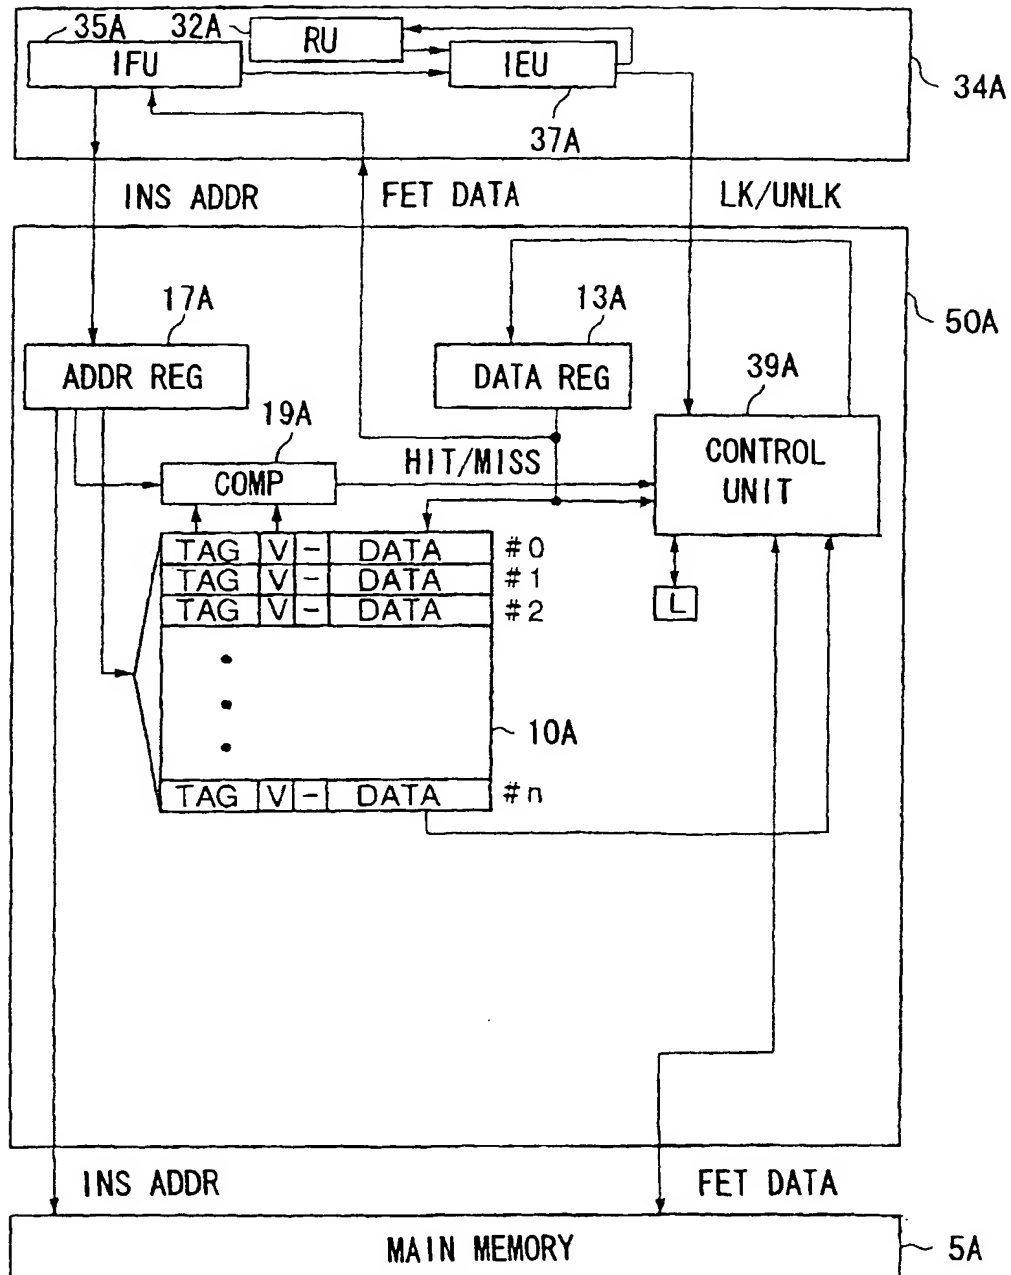 35A
32A
RU
IFU
IEU
34A
37A
INS ADDR
FET DATA
LK/UNLK
17A
13A
50A
ADDR REG
DATA REG
39A
19A
HIT/MISS
CONTROL
UNIT
COMP
TAG V - DATA #0
TAG V - DATA #1
TAG V - DATA #2
L
10A
TAG V - DATA #n
INS ADDR
FET DATA
MAIN MEMORY
5A